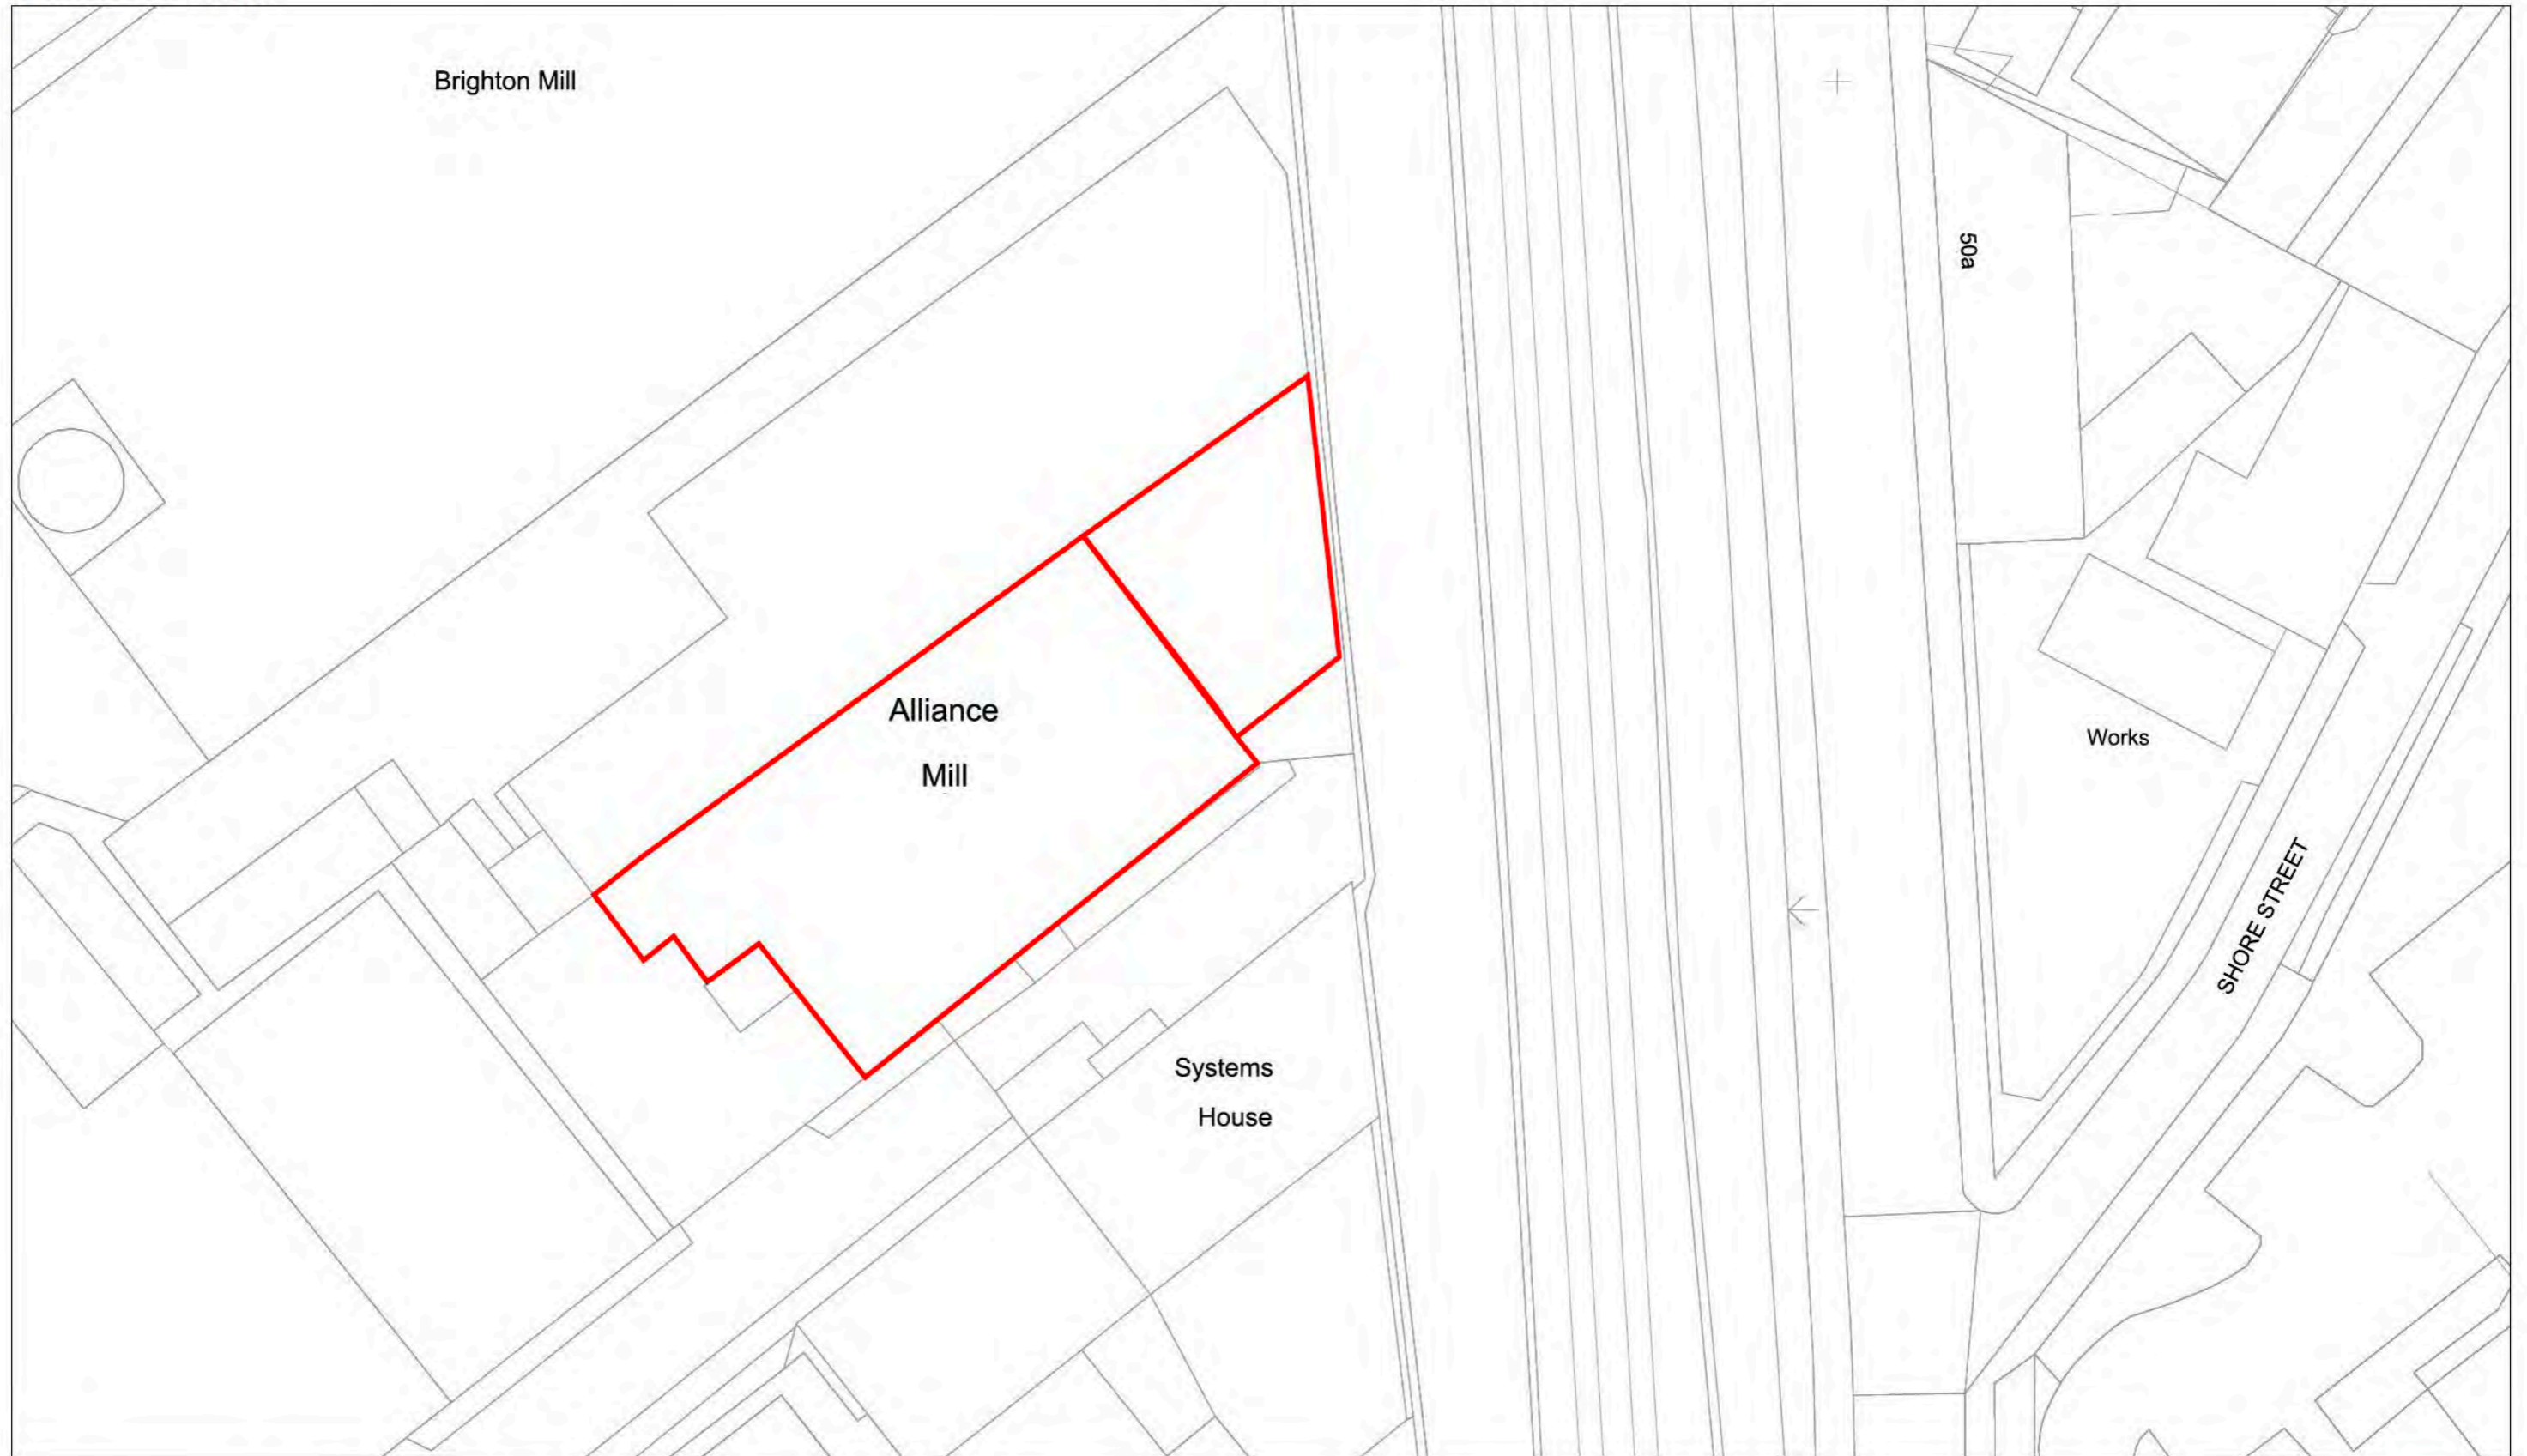 Brighton Mill
50a
Alliance
Mill
Works
SHORE STREET
Systems
House